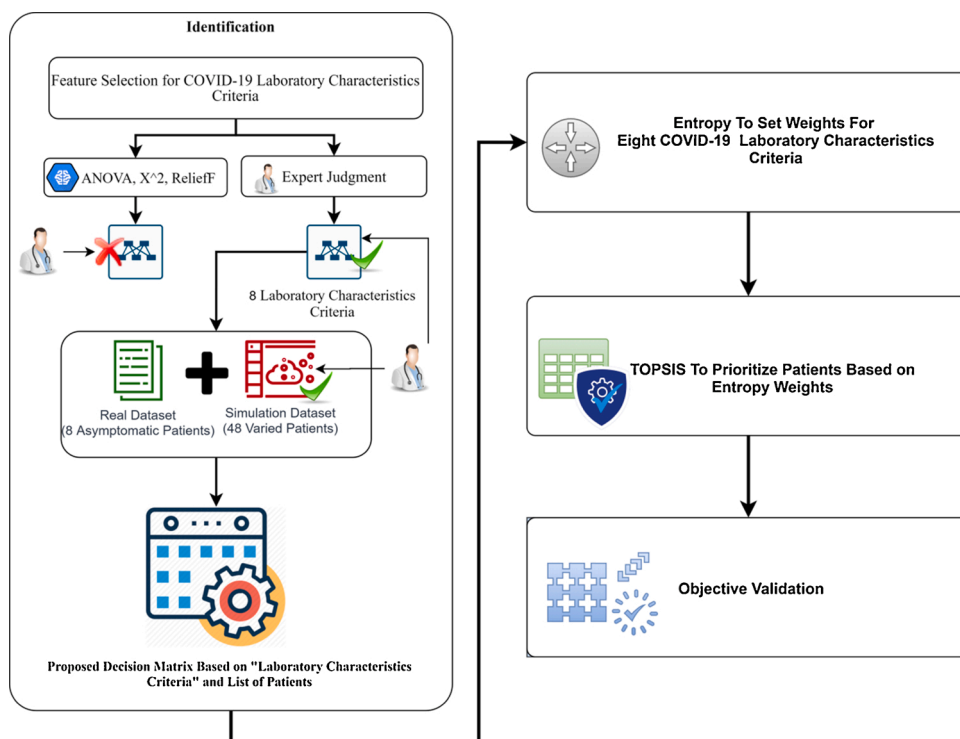 Identification
Feature Selection for COVID-19 Laboratory Characteristics
Criteria
ANOVA, X^2, ReliefF
Expert Judgment
8 Laboratory Characteristics
Criteria
Real Dataset
(8 Asymptomatic Patients)
Simulation Dataset
(48 Varied Patients)
Proposed Decision Matrix Based on "Laboratory Characteristics
Criteria" and List of Patients
Entropy To Set Weights For
Eight COVID-19 Laboratory Characteristics
Criteria
TOPSIS To Prioritize Patients Based on
Entropy Weights
Objective Validation